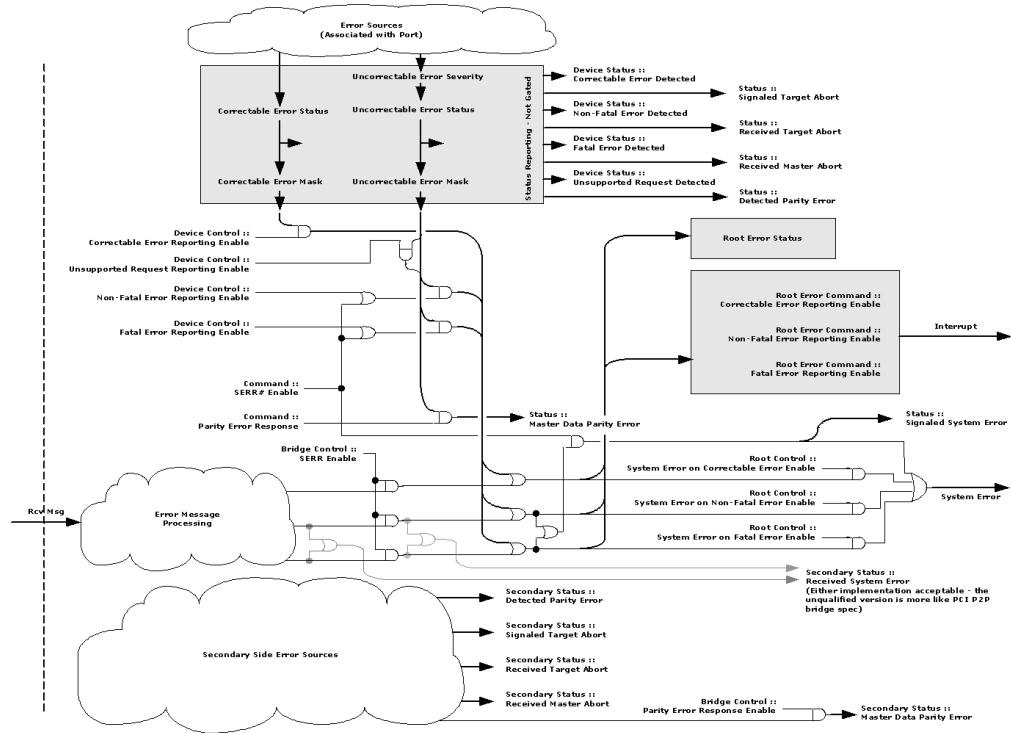 Error Sources
(Associated with Port)
Uncorrectable Error Severity
Correctable Error Status
Uncorrectable Error Status
Correctable Error Mask
Uncorrectable Error Mask
Status Reporting - Not Gated
Device Status ::
Correctable Error Detected
Status ::
Signaled Target Abort
Device Status ::
Non-Fatal Error Detected
Status ::
Received Target Abort
Device Status ::
Fatal Error Detected
Status ::
Received Master Abort
Device Status ::
Unsupported Request Detected
Status ::
Detected Parity Error
Device Control ::
Correctable Error Reporting Enable
Device Control ::
Unsupported Request Reporting Enable
Device Control ::
Non-Fatal Error Reporting Enable
Device Control ::
Fatal Error Reporting Enable
Root Error Status
Root Error Command ::
Correctable Error Reporting Enable
Root Error Command ::
Non-Fatal Error Reporting Enable
Root Error Command ::
Fatal Error Reporting Enable
Interrupt
Command ::
SERR# Enable
Command ::
Parity Error Response
Status ::
Master Data Parity Error
Status ::
Signaled System Error
Bridge Control ::
SERR Enable
Root Control ::
System Error on Correctable Error Enable
Root Control ::
System Error on Non-Fatal Error Enable
Root Control ::
System Error on Fatal Error Enable
System Error
Rcv Msg
Error Message
Processing
Secondary Status ::
Received System Error
(Either implementation acceptable - the
unqualified version is more like PCI P2P
bridge spec)
Secondary Side Error Sources
Secondary Status ::
Detected Parity Error
Secondary Status ::
Signaled Target Abort
Secondary Status ::
Received Target Abort
Secondary Status ::
Received Master Abort
Bridge Control ::
Parity Error Response Enable
Secondary Status ::
Master Data Parity Error